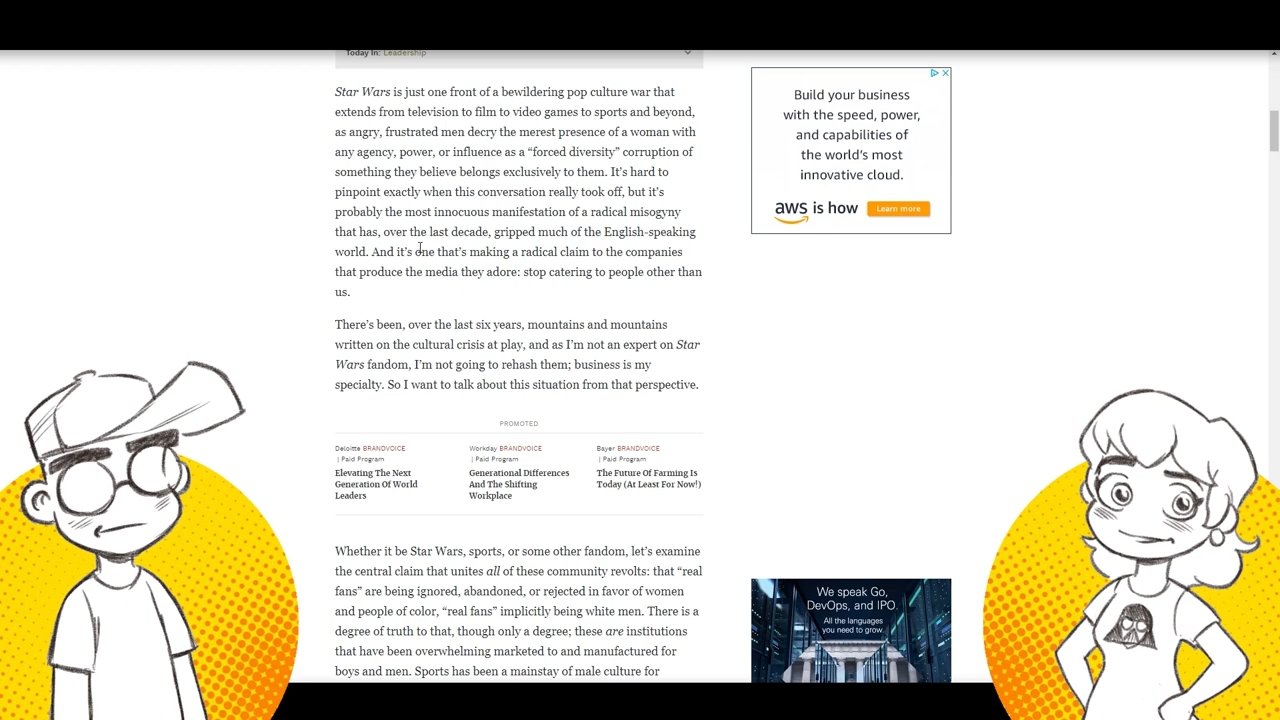 Today In: Leadership
Star Wars is just one front of a bewildering pop culture war that
extends from television to film to video games to sports and beyond,
as angry, frustrated men decry the merest presence of a woman with
any agency, power, or influence as a “forced diversity” corruption of
something they believe belongs exclusively to them. It’s hard to
pinpoint exactly when this conversation really took off, but it’s
probably the most innocuous manifestation of a radical misogyny
that has, over the last decade, gripped much of the English-speaking
world. And it’s one that’s making a radical claim to the companies
that produce the media they adore: stop catering to people other than
us.
There’s been, over the last six years, mountains and mountains
written on the cultural crisis at play, and as I’m not an expert on Star
Wars fandom, I’m not going to rehash them; business is my
specialty. So I want to talk about this situation from that perspective.
PROMOTED
Deloitte BRANDVOICE
| Paid Program
Elevating The Next
Generation Of World
Leaders
Workday BRANDVOICE
| Paid Program
Generational Differences
And The Shifting
Workplace
Bayer BRANDVOICE
| Paid Program
The Future Of Farming Is
Today (At Least For Now!)
Whether it be Star Wars, sports, or some other fandom, let’s examine
the central claim that unites all of these community revolts: that “real
fans” are being ignored, abandoned, or rejected in favor of women
and people of color, “real fans” implicitly being white men. There is a
degree of truth to that, though only a degree; these are institutions
that have been overwhelming marketed to and manufactured for
boys and men. Sports has been a mainstay of male culture for
Build your business
with the speed, power,
and capabilities of
the world’s most
innovative cloud.
aws is how
Learn more
We speak Go,
DevOps, and IPO.
All the languages
you need to grow.